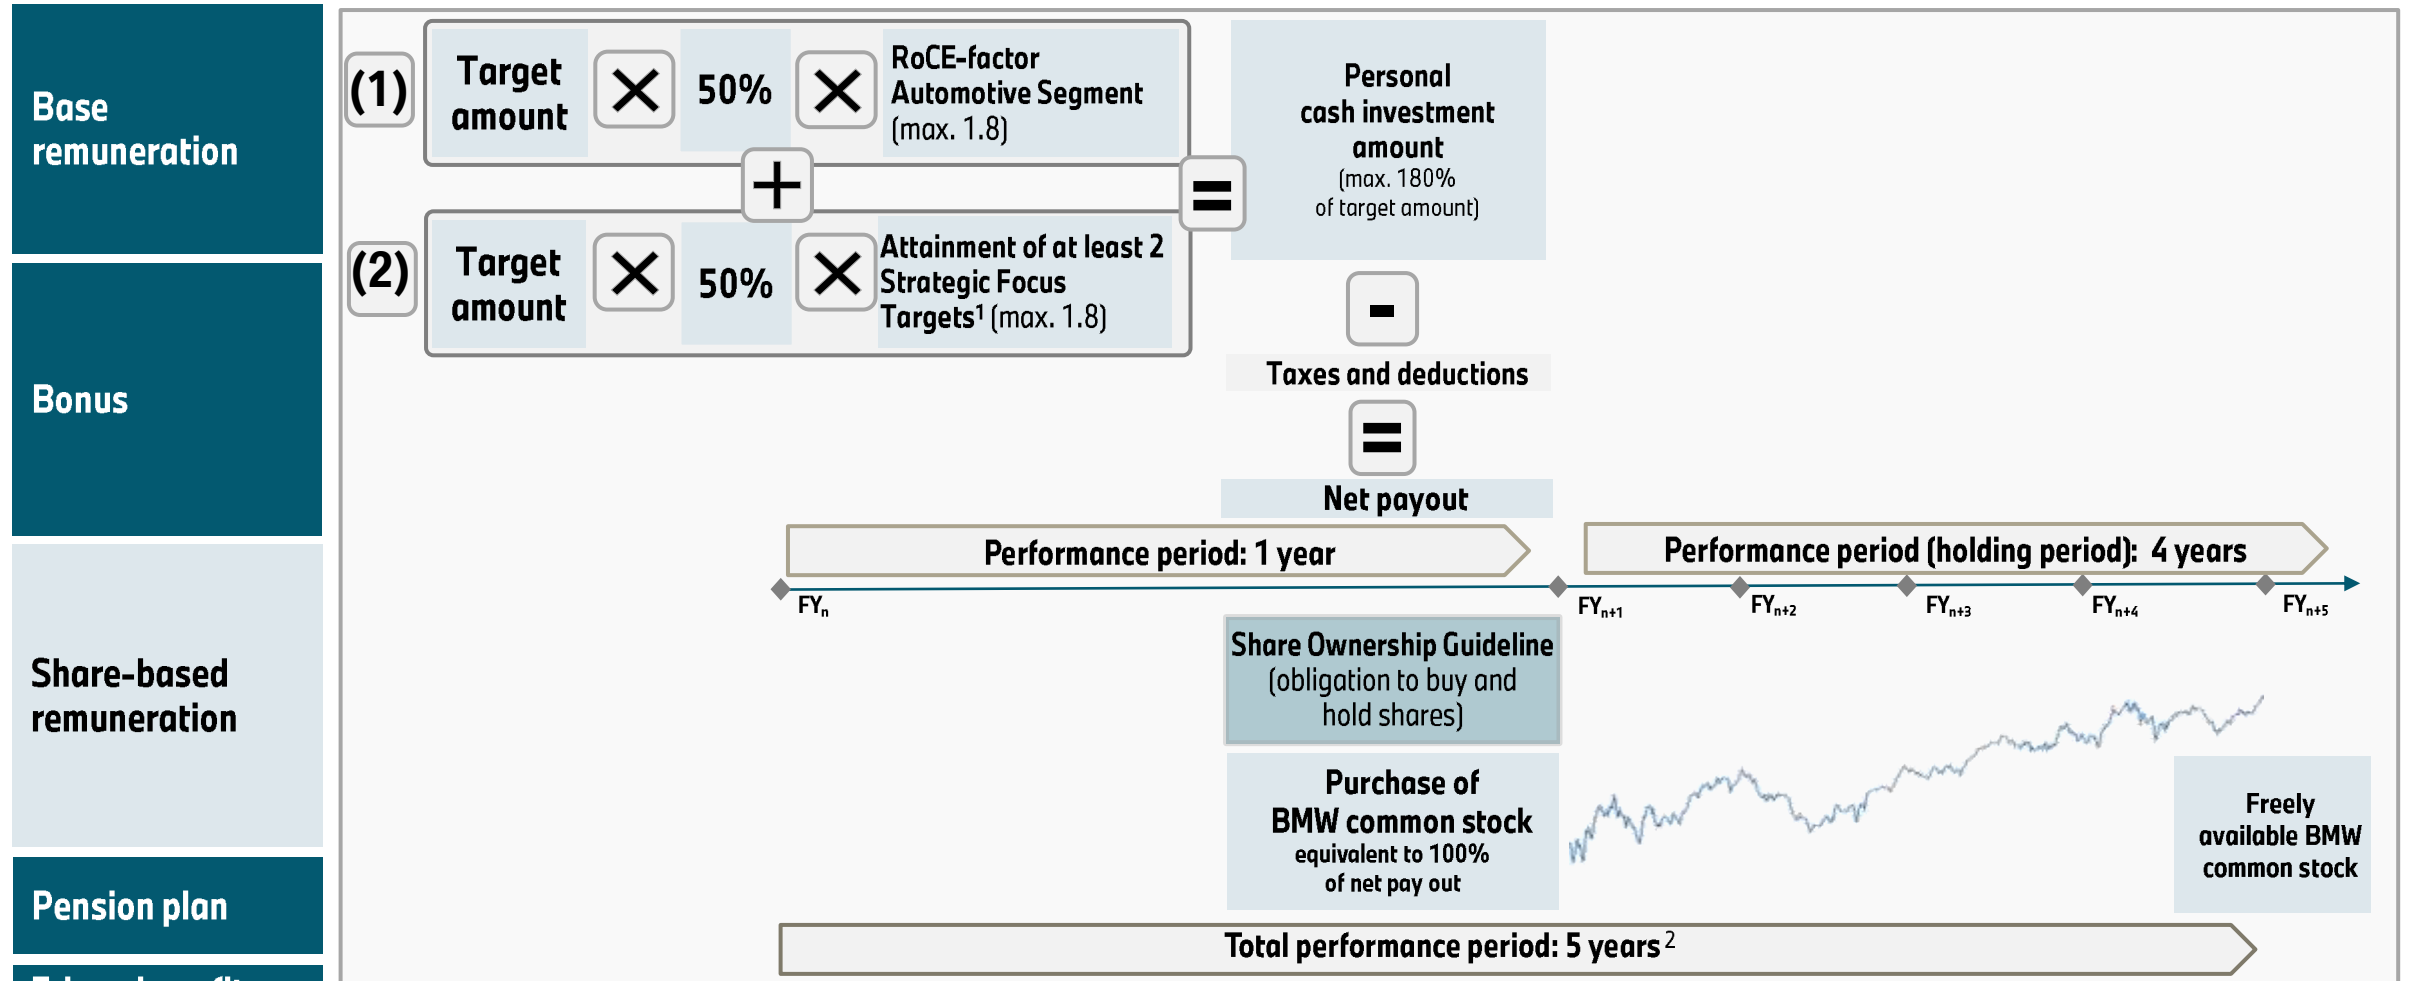 Base
remuneration
Bonus
Share-based
remuneration
Pension plan
(1)
Target
amount
50%
RoCE-factor
Automotive Segment
(max. 1.8)
+
(2)
Target
amount
50%
Attainment of at least 2
Strategic Focus
Targets¹ (max. 1.8)
=
Personal
cash investment
amount
(max. 180%
of target amount)
-
Taxes and deductions
=
Net payout
Performance period: 1 year
Performance period (holding period): 4 years
FYn
FYn+1
FYn+2
FYn+3
FYn+4
FYn+5
Share Ownership Guideline
(obligation to buy and
hold shares)
Purchase of
BMW common stock
equivalent to 100%
of net pay out
Freely
available BMW
common stock
Total performance period: 5 years²